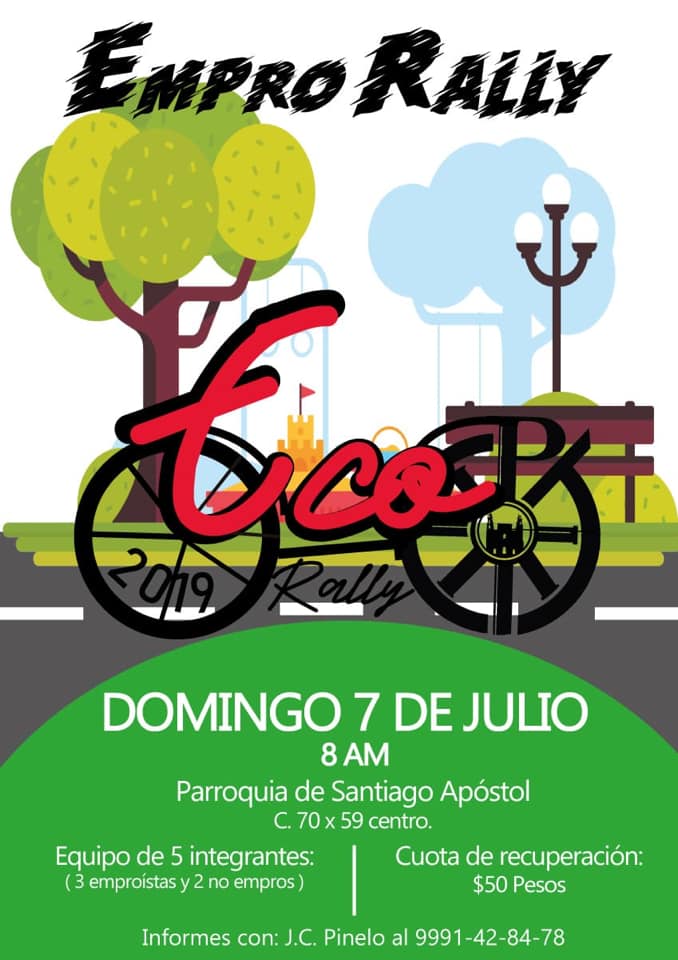 EMPRO RALLY
Eco
2019
Rally
DOMINGO 7 DE JULIO
8 AM
Parroquia de Santiago Apóstol
C. 70 x 59 centro.
Equipo de 5 integrantes:
( 3 emproístas y 2 no empros )
Cuota de recuperación:
$50 Pesos
Informes con: J.C. Pinelo al 9991-42-84-78